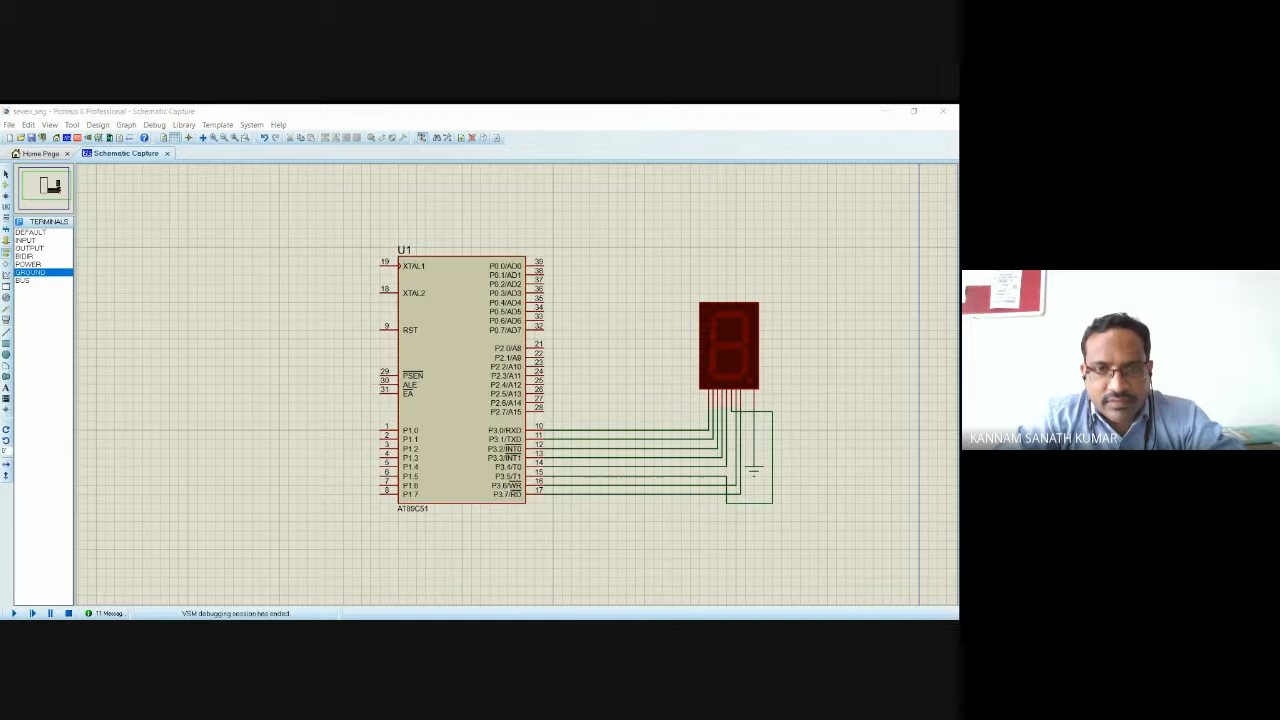 seven_seg - Proteus 8 Professional - Schematic Capture
File Edit View Tool Design Graph Debug Library Template System Help
Home Page × Schematic Capture ×
TERMINALS
DEFAULT
INPUT
OUTPUT
BIDIR
POWER
GROUND
BUS
U1
19 XTAL1 P0.0/AD0 39
P0.1/AD1 38
P0.2/AD2 37
18 XTAL2 P0.3/AD3 36
P0.4/AD4 35
P0.5/AD5 34
P0.6/AD6 33
9 RST P0.7/AD7 32
P2.0/A8 21
P2.1/A9 22
P2.2/A10 23
29 PSEN P2.3/A11 24
30 ALE P2.4/A12 25
31 EA P2.5/A13 26
P2.6/A14 27
P2.7/A15 28
1 P1.0 P3.0/RXD 10
2 P1.1 P3.1/TXD 11
3 P1.2 P3.2/INT0 12
4 P1.3 P3.3/INT1 13
5 P1.4 P3.4/T0 14
6 P1.5 P3.5/T1 15
7 P1.6 P3.6/WR 16
8 P1.7 P3.7/RD 17
AT89C51
KANNAM SANATH KUMAR
11 Messag.. VSM debugging session has ended.